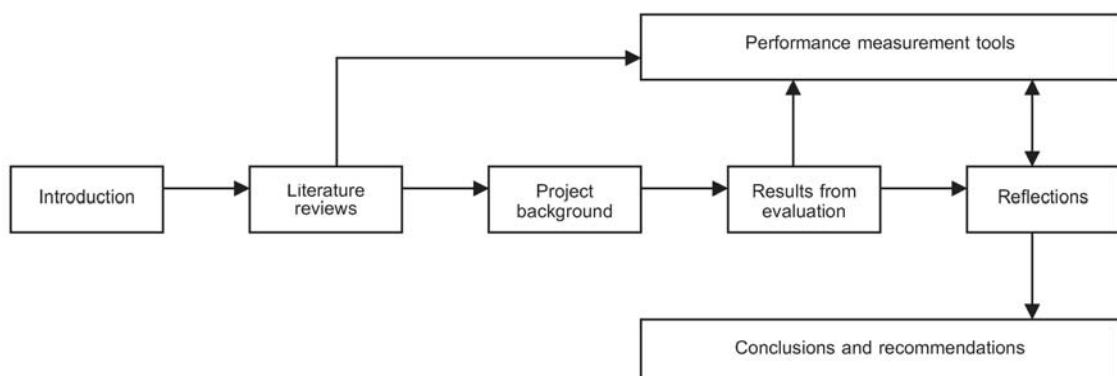 Performance measurement tools
Introduction
Literature
reviews
Project
background
Results from
evaluation
Reflections
Conclusions and recommendations